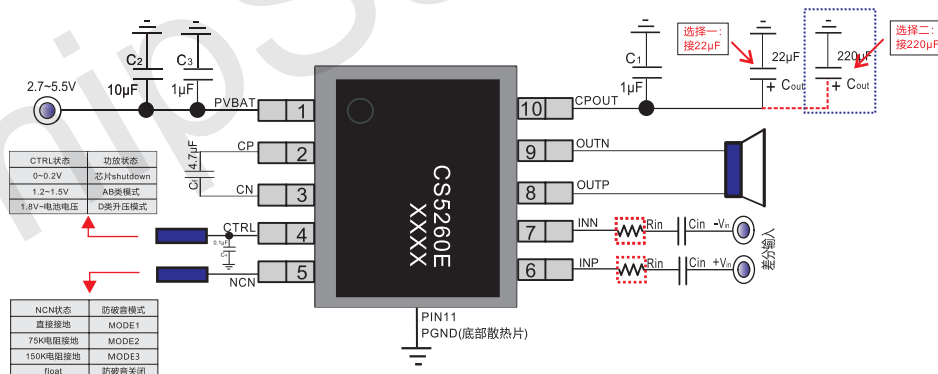 选择一:
接22μF
选择二:
接220μF
C2
10μF
C3
1μF
C1
1μF
22μF
+ Cout
220μF
+ Cout
2.7~5.5V
PVBAT
1
10
CPOUT
CP
2
Cf 4.7μF
CN
3
9
OUTN
8
OUTP
CTRL状态 功放状态
0~0.2V 芯片shutdown
1.2~1.5V AB类模式
1.8V~电池电压 D类升压模式
CTRL
4
0.1uF
NCN
5
CS5260E
XXXX
7
INN
Rin
Cin
-Vin
6
INP
Rin
Cin
+Vin
差分输入
NCN状态 防破音模式
直接接地 MODE1
75K电阻接地 MODE2
150K电阻接地 MODE3
float 防破音关闭
PIN11
PGND(底部散热片)